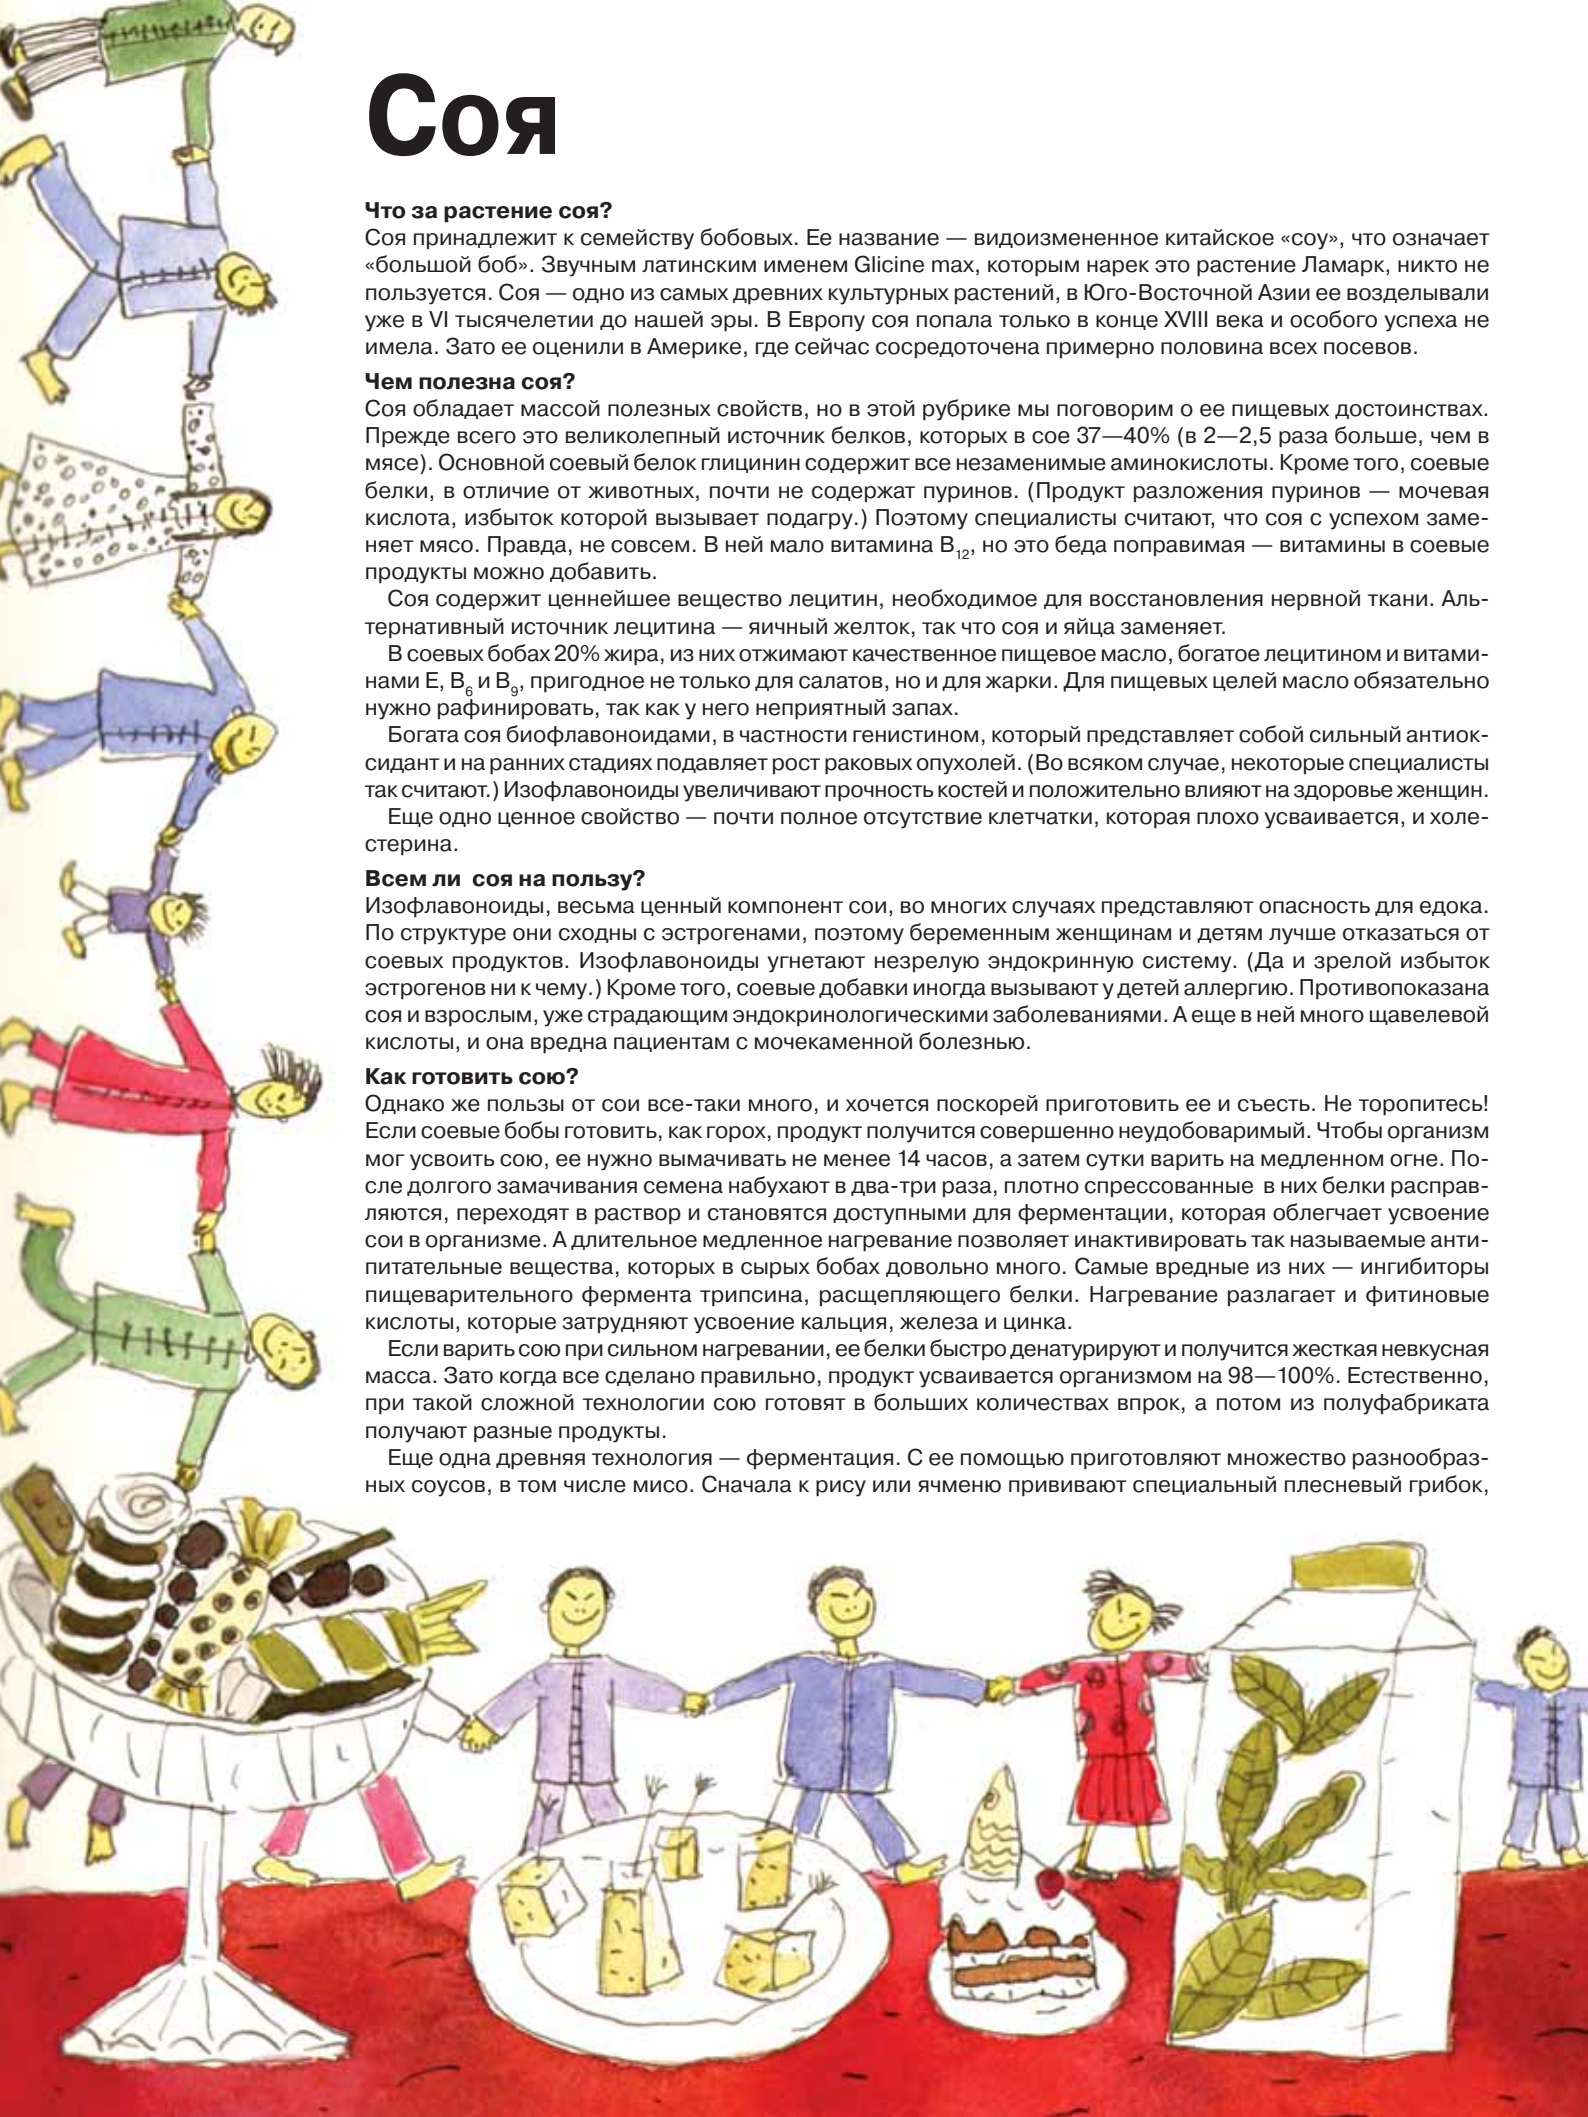 Соя
Что за растение соя?
Соя принадлежит к семейству бобовых. Ее название — видоизмененное китайское «соу», что означает
«большой боб». Звучным латинским именем Glicine max, которым нарек это растение Ламарк, никто не
пользуется. Соя — одно из самых древних культурных растений, в Юго-Восточной Азии ее возделывали
уже в VI тысячелетии до нашей эры. В Европу соя попала только в конце XVIII века и особого успеха не
имела. Зато ее оценили в Америке, где сейчас сосредоточена примерно половина всех посевов.
Чем полезна соя?
Соя обладает массой полезных свойств, но в этой рубрике мы поговорим о ее пищевых достоинствах.
Прежде всего это великолепный источник белков, которых в сое 37—40% (в 2—2,5 раза больше, чем в
мясе). Основной соевый белок глицинин содержит все незаменимые аминокислоты. Кроме того, соевые
белки, в отличие от животных, почти не содержат пуринов. (Продукт разложения пуринов — мочевая
кислота, избыток которой вызывает подагру.) Поэтому специалисты считают, что соя с успехом заме-
няет мясо. Правда, не совсем. В ней мало витамина B12, но это беда поправимая — витамины в соевые
продукты можно добавить.
Соя содержит ценнейшее вещество лецитин, необходимое для восстановления нервной ткани. Аль-
тернативный источник лецитина — яичный желток, так что соя и яйца заменяет.
В соевых бобах 20% жира, из них отжимают качественное пищевое масло, богатое лецитином и витами-
нами E, B6 и B9, пригодное не только для салатов, но и для жарки. Для пищевых целей масло обязательно
нужно рафинировать, так как у него неприятный запах.
Богата соя биофлавоноидами, в частности генистином, который представляет собой сильный антиок-
сидант и на ранних стадиях подавляет рост раковых опухолей. (Во всяком случае, некоторые специалисты
так считают.) Изофлавоноиды увеличивают прочность костей и положительно влияют на здоровье женщин.
Еще одно ценное свойство — почти полное отсутствие клетчатки, которая плохо усваивается, и холе-
стерина.
Всем ли соя на пользу?
Изофлавоноиды, весьма ценный компонент сои, во многих случаях представляют опасность для едока.
По структуре они сходны с эстрогенами, поэтому беременным женщинам и детям лучше отказаться от
соевых продуктов. Изофлавоноиды угнетают незрелую эндокринную систему. (Да и зрелой избыток
эстрогенов ни к чему.) Кроме того, соевые добавки иногда вызывают у детей аллергию. Противопоказана
соя и взрослым, уже страдающим эндокринологическими заболеваниями. А еще в ней много щавелевой
кислоты, и она вредна пациентам с мочекаменной болезнью.
Как готовить сою?
Однако же пользы от сои все-таки много, и хочется поскорей приготовить ее и съесть. Не торопитесь!
Если соевые бобы готовить, как горох, продукт получится совершенно неудобоваримый. Чтобы организм
мог усвоить сою, ее нужно вымачивать не менее 14 часов, а затем сутки варить на медленном огне. По-
сле долгого замачивания семена набухают в два-три раза, плотно спрессованные в них белки расправ-
ляются, переходят в раствор и становятся доступными для ферментации, которая облегчает усвоение
сои в организме. А длительное медленное нагревание позволяет инактивировать так называемые анти-
питательные вещества, которых в сырых бобах довольно много. Самые вредные из них — ингибиторы
пищеварительного фермента трипсина, расщепляющего белки. Нагревание разлагает и фитиновые
кислоты, которые затрудняют усвоение кальция, железа и цинка.
Если варить сою при сильном нагревании, ее белки быстро денатурируют и получится жесткая невкусная
масса. Зато когда все сделано правильно, продукт усваивается организмом на 98—100%. Естественно,
при такой сложной технологии сою готовят в больших количествах впрок, а потом из полуфабриката
получают разные продукты.
Еще одна древняя технология — ферментация. С ее помощью приготовляют множество разнообраз-
ных соусов, в том числе мисо. Сначала к рису или ячменю прививают специальный плесневый грибок,